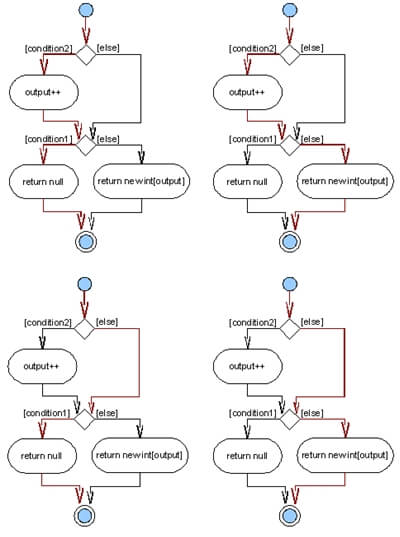 [condition2] [else] [condition2] [else]
output++ output++
[condition1] [else] [condition1] [else]
return null return newint[output] return null return newint[output]
[condition2] [else] [condition2] [else]
output++ output++
[condition1] [else] [condition1] [else]
return null return newint[output] return null return newint[output]